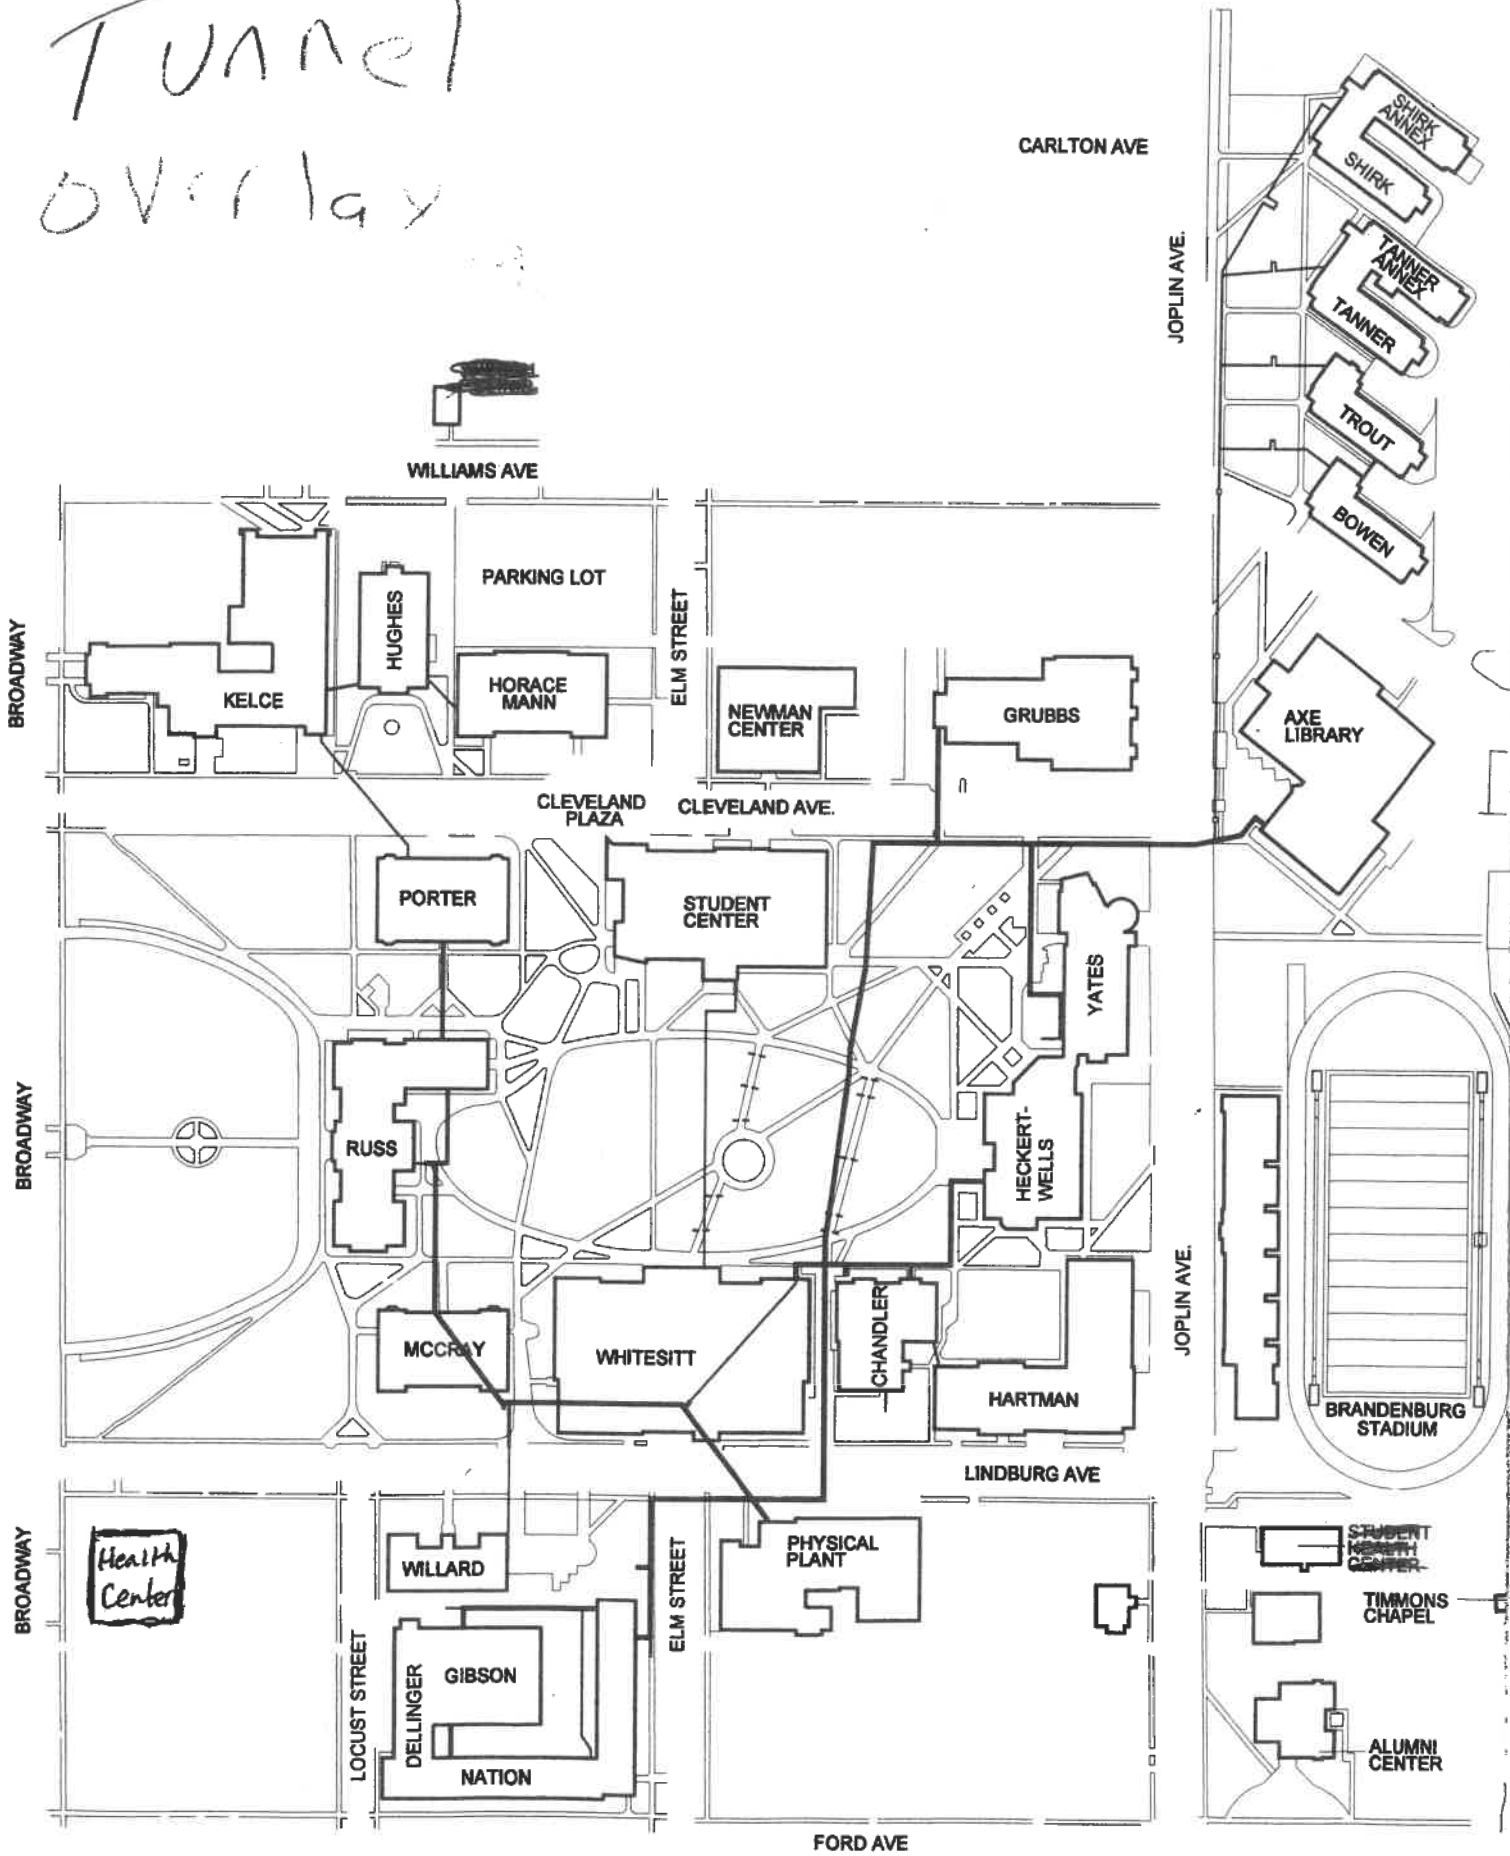 Tunnel
overlay
CARLTON AVE
SHIRK
ANNEX
SHIRK
JOPLIN AVE.
TANNER
ANNEX
TANNER
TROUT
BOWEN
WILLIAMS AVE
BROADWAY
KELCE
HUGHES
PARKING LOT
HORACE
MANN
ELM STREET
NEWMAN
CENTER
GRUBBS
AXE
LIBRARY
CLEVELAND
PLAZA
CLEVELAND AVE.
PORTER
STUDENT
CENTER
YATES
BROADWAY
RUSS
HECKERT-
WELLS
MCCRAY
WHITESITT
CHANDLER
HARTMAN
JOPLIN AVE.
BRANDENBURG
STADIUM
LINDBURG AVE
BROADWAY
Health
Center
WILLARD
ELM STREET
PHYSICAL
PLANT
STUDENT
HEALTH
CENTER
TIMMONS
CHAPEL
LOCUST STREET
DELLINGER
GIBSON
NATION
ALUMNI
CENTER
FORD AVE